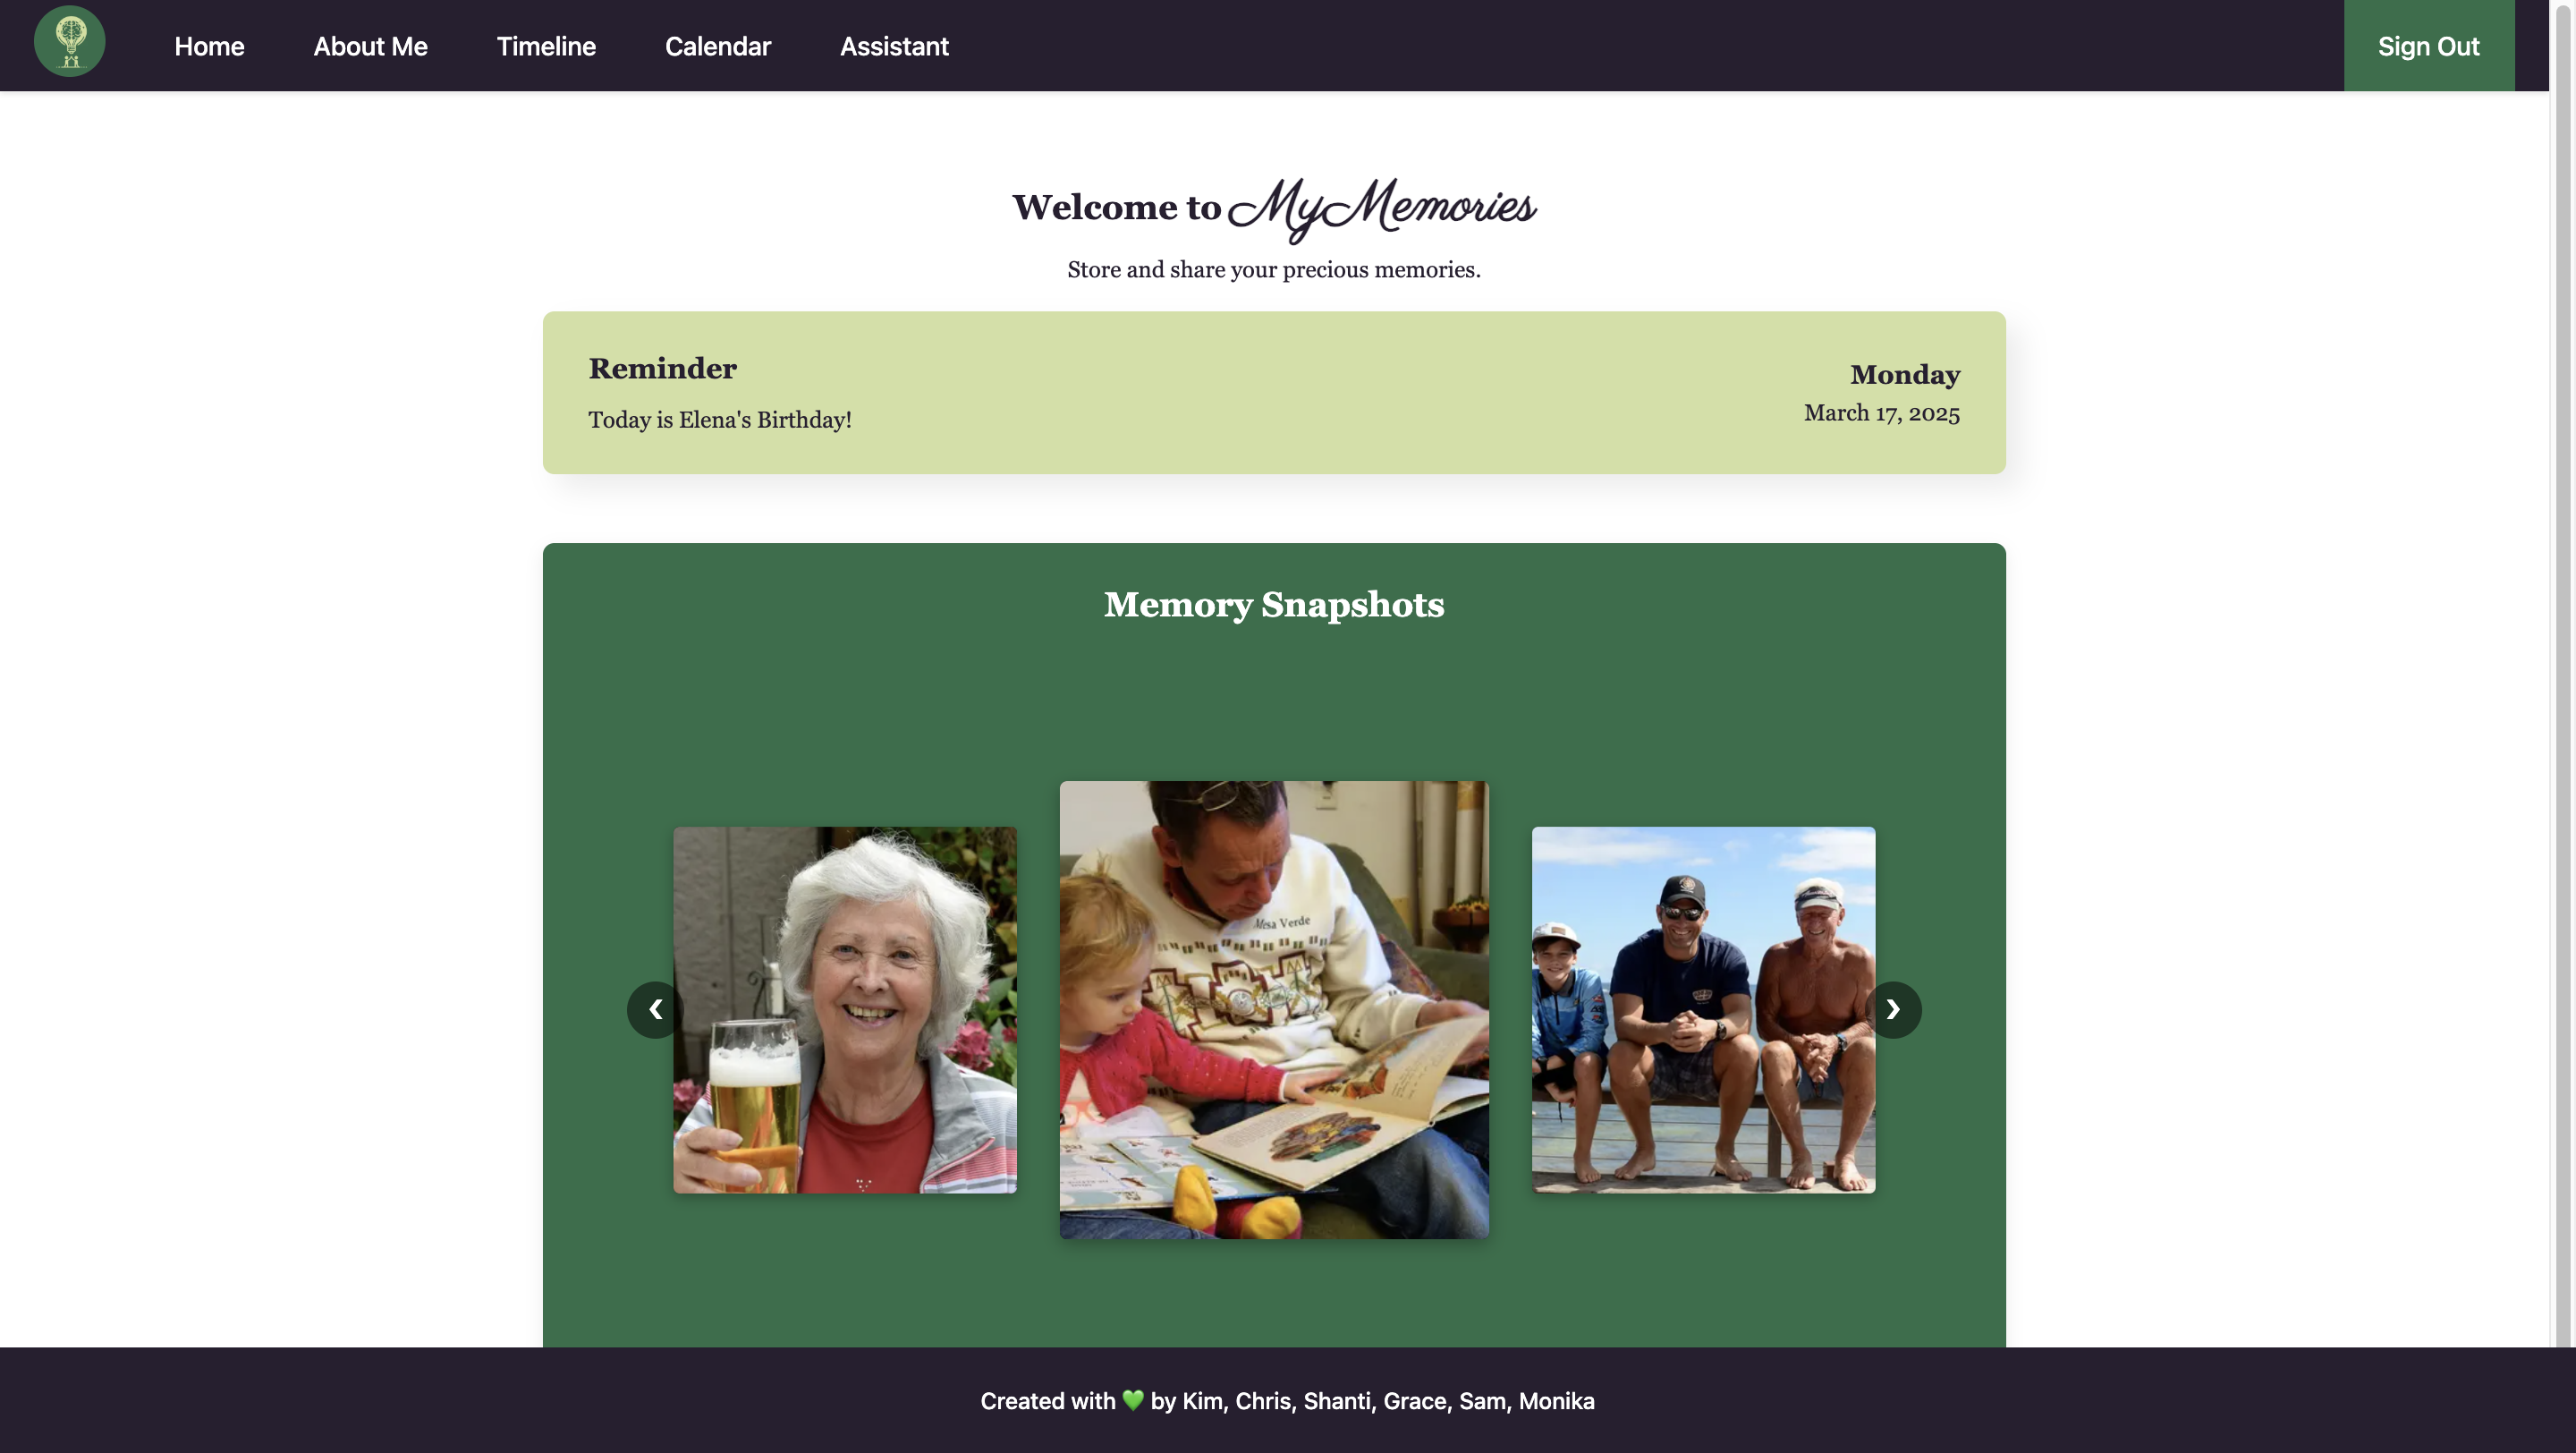 Home
About Me
Timeline
Calendar
Assistant
Sign Out
Welcome to MyMemories
Store and share your precious memories.
Reminder
Today is Elena's Birthday!
Monday
March 17, 2025
Memory Snapshots
Mesa Verde
Created with 💚 by Kim, Chris, Shanti, Grace, Sam, Monika